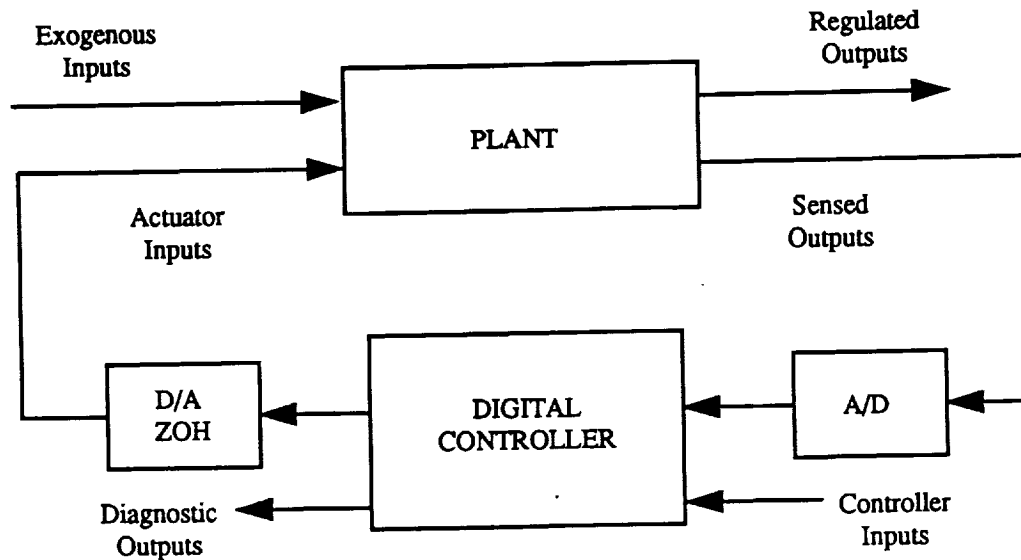 Exogenous
Inputs
Regulated
Outputs
PLANT
Actuator
Inputs
Sensed
Outputs
D/A
ZOH
DIGITAL
CONTROLLER
A/D
Diagnostic
Outputs
Controller
Inputs